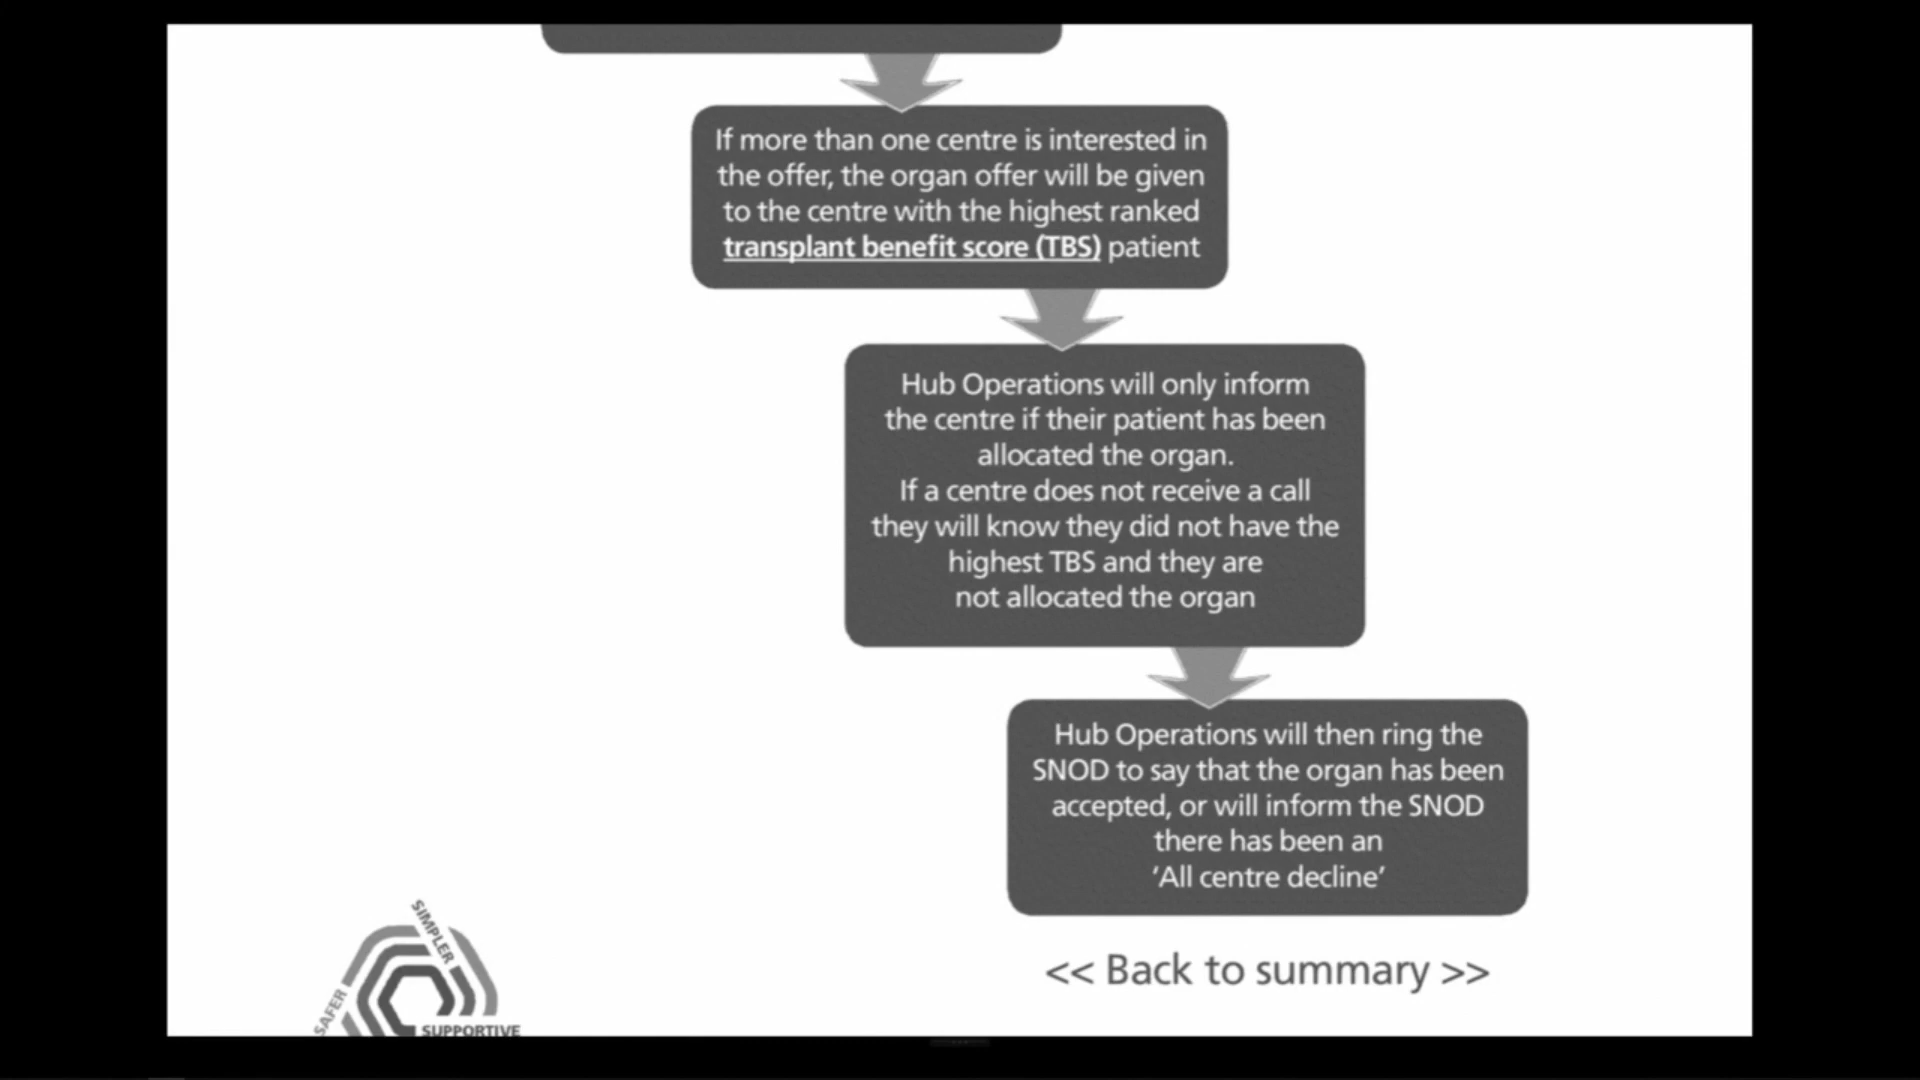 If more than one centre is interested in
the offer, the organ offer will be given
to the centre with the highest ranked
transplant benefit score (TBS) patient
Hub Operations will only inform
the centre if their patient has been
allocated the organ.
If a centre does not receive a call
they will know they did not have the
highest TBS and they are
not allocated the organ
Hub Operations will then ring the
SNOD to say that the organ has been
accepted, or will inform the SNOD
there has been an
‘All centre decline’
<< Back to summary >>
SIMPLER
SAFER
SUPPORTIVE